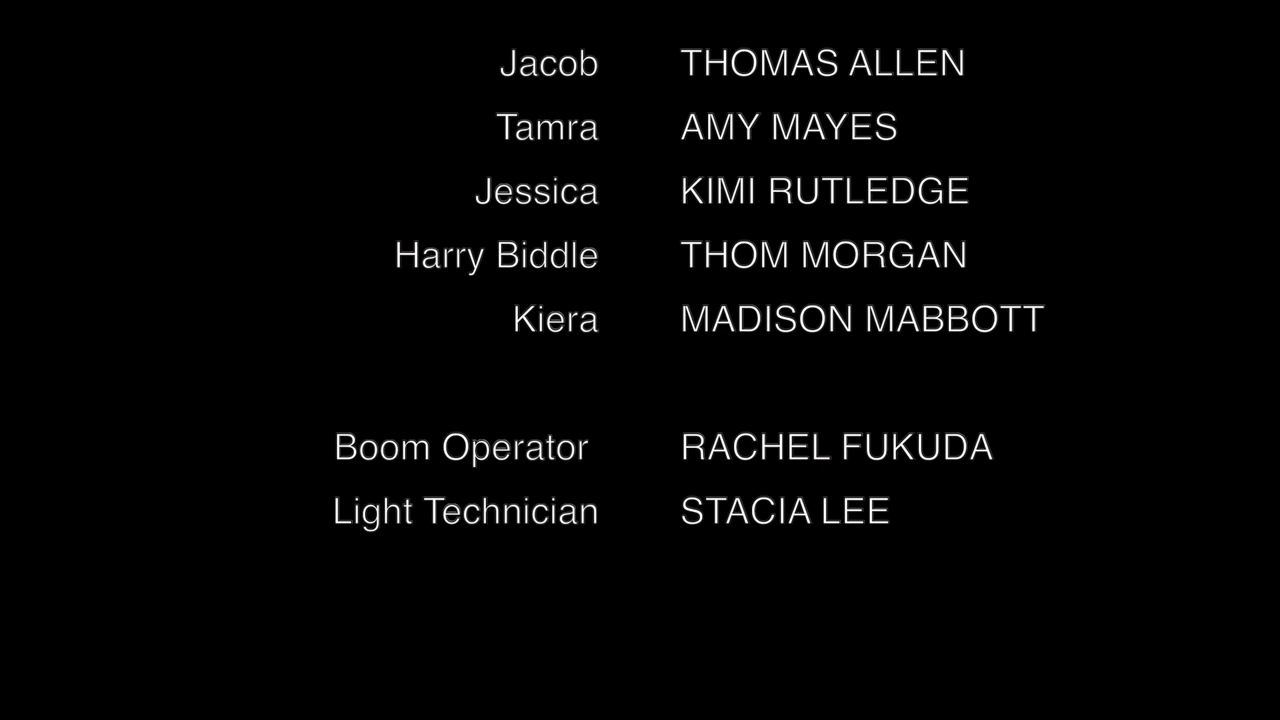 Jacob THOMAS ALLEN
Tamra AMY MAYES
Jessica KIMI RUTLEDGE
Harry Biddle THOM MORGAN
Kiera MADISON MABBOTT
Boom Operator RACHEL FUKUDA
Light Technician STACIA LEE